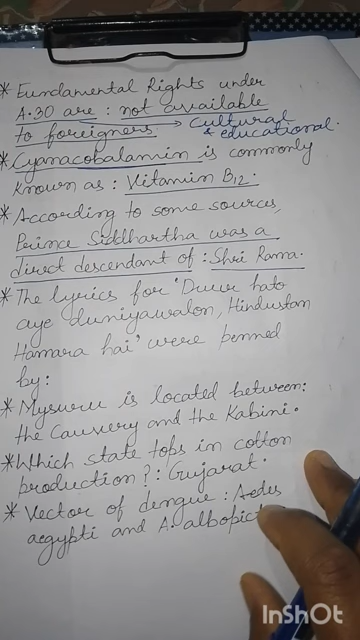 * Fundamental Rights under
A.30 are : not available
to foreigners. → Cultural
& educational.
* Cyanacobalamin is commonly
known as : Vitamin B12.
* According to some sources,
Prince Siddhartha was a
direct descendant of : Shri Rama.
* The lyrics for 'Duur hato
aye duniyawalon, Hindustan
Hamara hai' were penned
by:
* Mysuru is located between:
the Cauvery and the Kabini.
* Which state tops in cotton
production? : Gujarat.
* Vector of dengue : Aedes
aegypti and A. albopict
InShOt